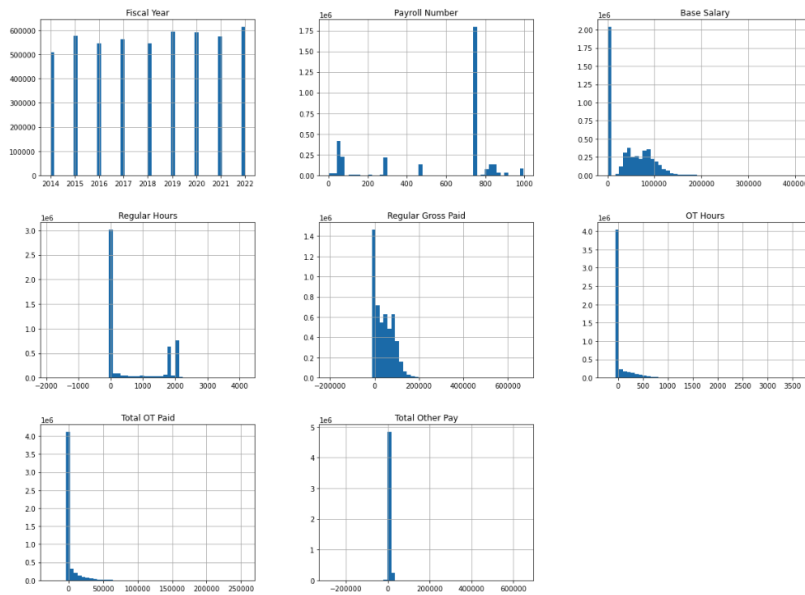 Fiscal Year
600000
500000
400000
300000
200000
100000
0
2014 2015 2016 2017 2018 2019 2020 2021 2022
Payroll Number
1e6
1.75
1.50
1.25
1.00
0.75
0.50
0.25
0.00
0 200 400 600 800 1000
Base Salary
1e6
2.00
1.75
1.50
1.25
1.00
0.75
0.50
0.25
0.00
0 100000 200000 300000 400000
Regular Hours
1e6
3.0
2.5
2.0
1.5
1.0
0.5
0.0
-2000 -1000 0 1000 2000 3000 4000
Regular Gross Paid
1e6
1.4
1.2
1.0
0.8
0.6
0.4
0.2
0.0
-200000 0 200000 400000 600000
OT Hours
1e6
4.0
3.5
3.0
2.5
2.0
1.5
1.0
0.5
0.0
0 500 1000 1500 2000 2500 3000 3500
Total OT Paid
1e6
4.0
3.5
3.0
2.5
2.0
1.5
1.0
0.5
0.0
0 50000 100000 150000 200000 250000
Total Other Pay
1e6
5
4
3
2
1
0
-200000 0 200000 400000 600000